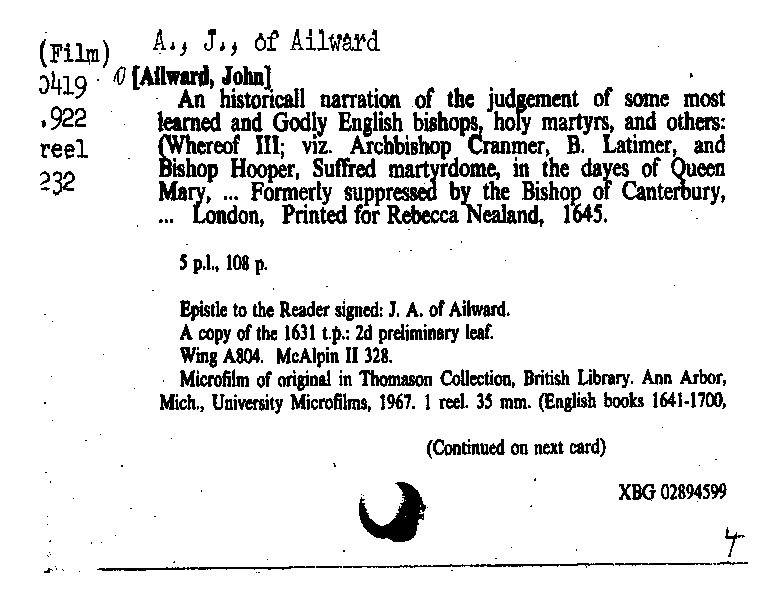 A., J., of Ailward
(Film)
0419
.922
reel
232
[Ailward, John]
An historicall narration of the judgement of some most
learned and Godly English bishops, holy martyrs, and others:
(Whereof III; viz. Archbishop Cranmer, B. Latimer, and
Bishop Hooper, Suffred martyrdome, in the dayes of Queen
Mary, ... Formerly suppressed by the Bishop of Canterbury,
... London, Printed for Rebecca Nealand, 1645.
5 p.l., 108 p.
Epistle to the Reader signed: J. A. of Ailward.
A copy of the 1631 t.p.: 2d preliminary leaf.
Wing A804. McAlpin II 328.
Microfilm of original in Thomason Collection, British Library. Ann Arbor,
Mich., University Microfilms, 1967. 1 reel. 35 mm. (English books 1641-1700,
(Continued on next card)
XBG 02894599